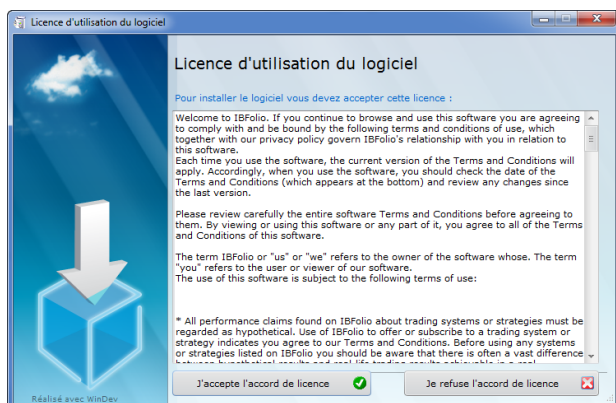 Licence d'utilisation du logiciel
Licence d'utilisation du logiciel
Pour installer le logiciel vous devez accepter cette licence :
Welcome to IBFolio. If you continue to browse and use this software you are agreeing
to comply with and be bound by the following terms and conditions of use, which
together with our privacy policy govern IBFolio's relationship with you in relation to
this software.
Each time you use the software, the current version of the Terms and Conditions will
apply. Accordingly, when you use the software, you should check the date of the
Terms and Conditions (which appears at the bottom) and review any changes since
the last version.
Please review carefully the entire software Terms and Conditions before agreeing to
them. By viewing or using this software or any part of it, you agree to all of the Terms
and Conditions of this software.
The term IBFolio or "us" or "we" refers to the owner of the software whose. The term
"you" refers to the user or viewer of our software.
The use of this software is subject to the following terms of use:
* All performance claims found on IBFolio about trading systems or strategies must be
regarded as hypothetical. Use of IBFolio to offer or subscribe to a trading system or
strategy indicates you agree to our Terms and Conditions. Before using any systems
or strategies listed on IBFolio you should be aware that there is often a vast difference
J'accepte l'accord de licence
Je refuse l'accord de licence
Réalisé avec WinDev